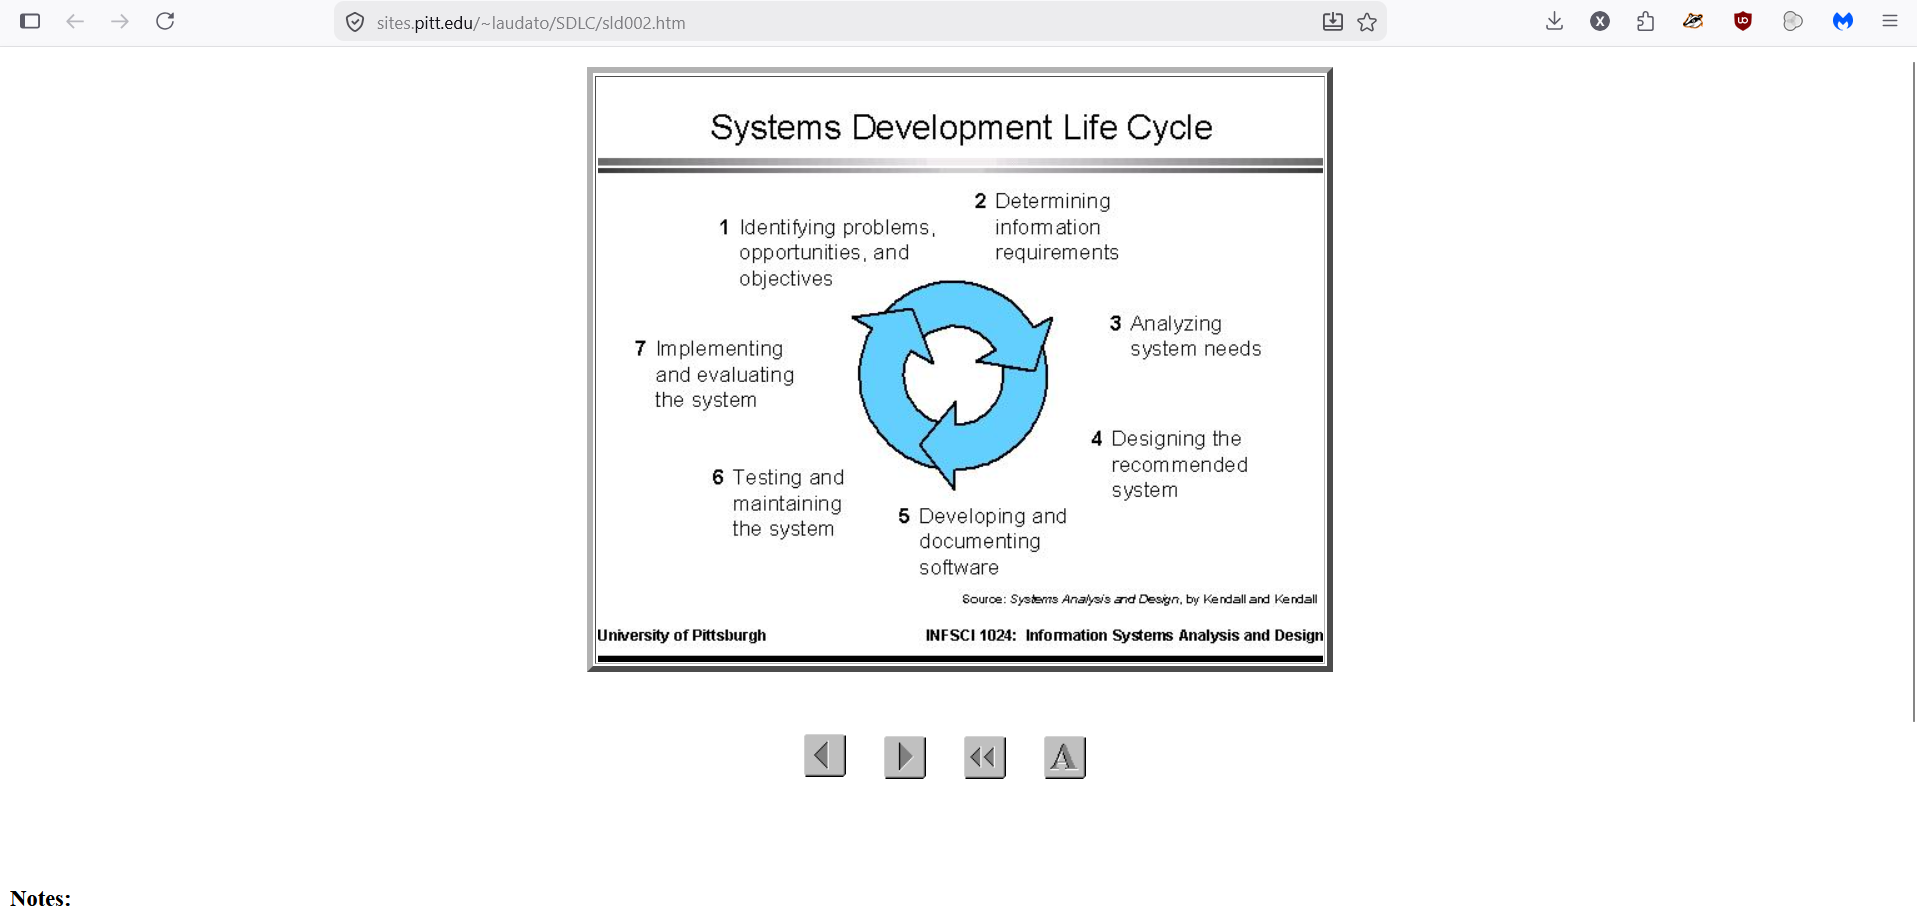 sites.pitt.edu/~laudato/SDLC/sld002.htm
Systems Development Life Cycle
1 Identifying problems,
opportunities, and
objectives
2 Determining
information
requirements
3 Analyzing
system needs
4 Designing the
recommended
system
5 Developing and
documenting
software
6 Testing and
maintaining
the system
7 Implementing
and evaluating
the system
Source: Systems Analysis and Design, by Kendall and Kendall
University of Pittsburgh
INFSCI 1024: Information Systems Analysis and Design
A
Notes: